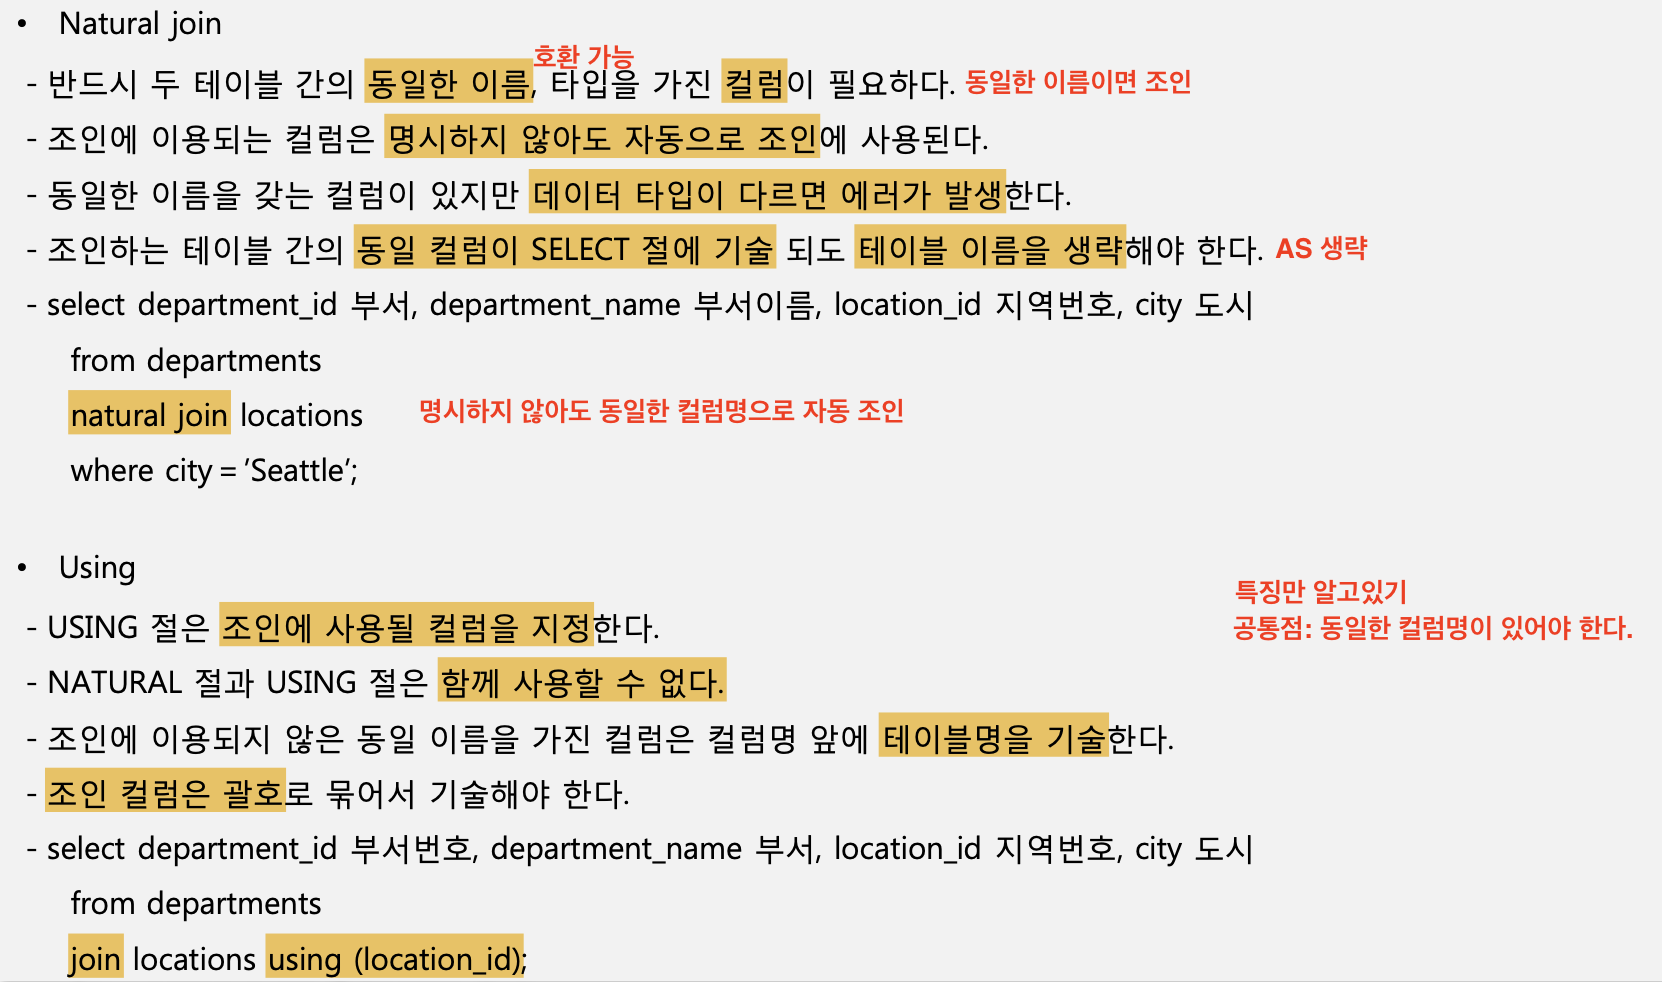 • Natural join
호환 가능
- 반드시 두 테이블 간의 동일한 이름, 타입을 가진 컬럼이 필요하다. 동일한 이름이면 조인
- 조인에 이용되는 컬럼은 명시하지 않아도 자동으로 조인에 사용된다.
- 동일한 이름을 갖는 컬럼이 있지만 데이터 타입이 다르면 에러가 발생한다.
- 조인하는 테이블 간의 동일 컬럼이 SELECT 절에 기술 되도 테이블 이름을 생략해야 한다. AS 생략
- select department_id 부서, department_name 부서이름, location_id 지역번호, city 도시
from departments
natural join locations 명시하지 않아도 동일한 컬럼명으로 자동 조인
where city = ’Seattle’;
• Using
특징만 알고있기
- USING 절은 조인에 사용될 컬럼을 지정한다. 공통점: 동일한 컬럼명이 있어야 한다.
- NATURAL 절과 USING 절은 함께 사용할 수 없다.
- 조인에 이용되지 않은 동일 이름을 가진 컬럼은 컬럼명 앞에 테이블명을 기술한다.
- 조인 컬럼은 괄호로 묶어서 기술해야 한다.
- select department_id 부서번호, department_name 부서, location_id 지역번호, city 도시
from departments
join locations using (location_id);